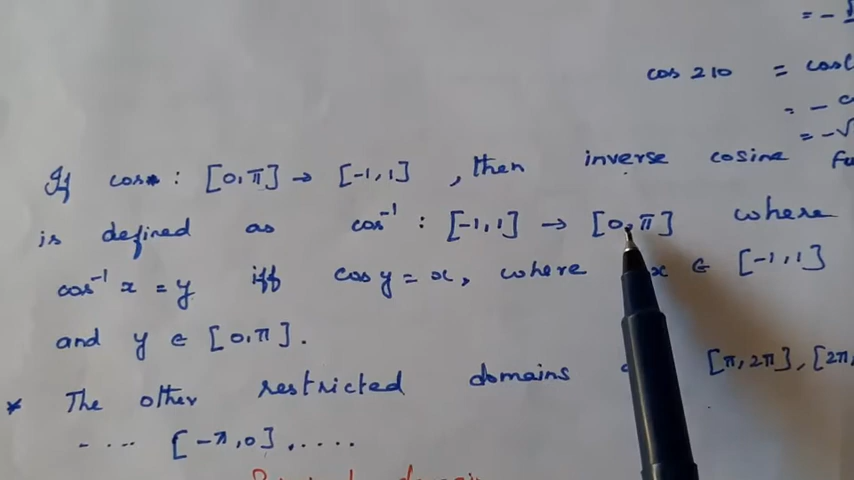 = -
cos 210 = cos(
= -
= -√
If cos : [0,π] → [-1,1] , then inverse cosine
is defined as cos⁻¹ : [-1,1] → [0,π] where
cos⁻¹ x = y iff cos y = x, where x ∈ [-1,1]
and y ∈ [0,π].
* The other restricted domains [π,2π], [2π,
---- [-π,0], .....